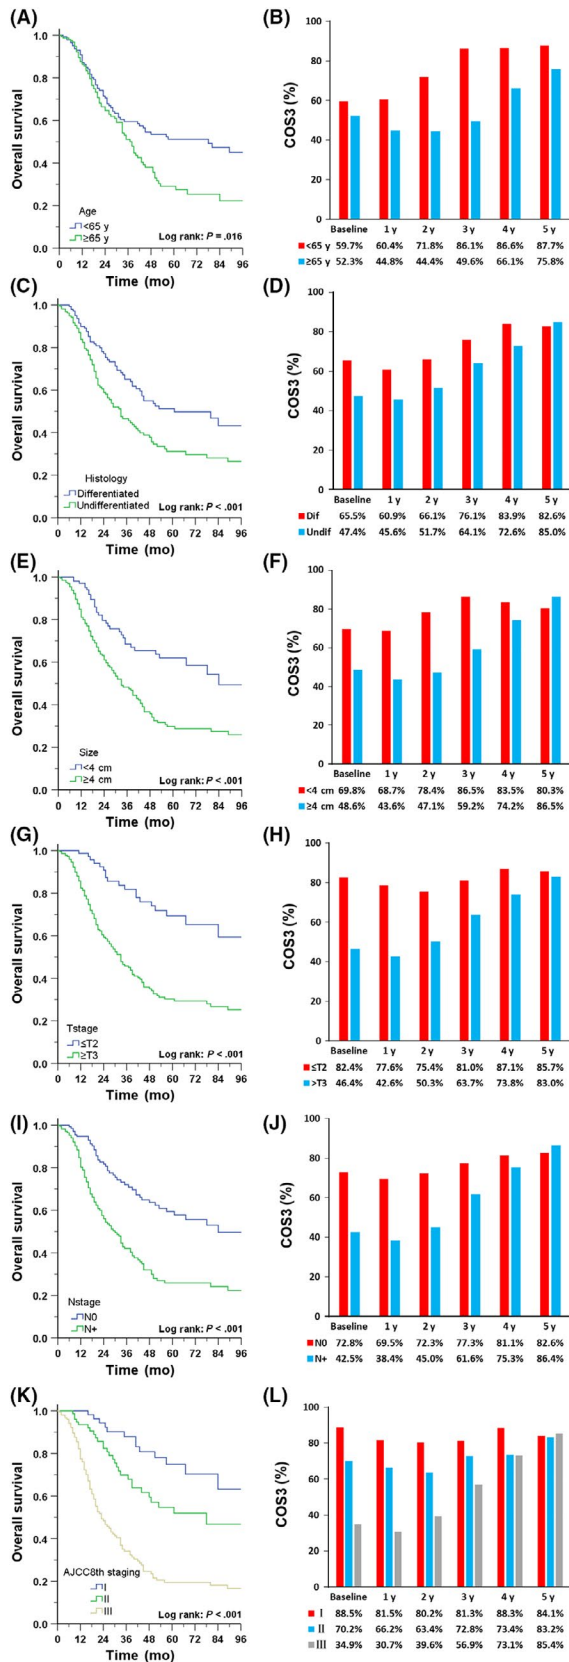 (A)
Overall survival
1.0
0.8
0.6
0.4
0.2
0.0
Age
<65 y
≥65 y
Log rank: P = .016
0 12 24 36 48 60 72 84 96
Time (mo)
(B)
COS3 (%)
100
80
60
40
20
0
Baseline 1 y 2 y 3 y 4 y 5 y
<65 y 59.7% 60.4% 71.8% 86.1% 86.6% 87.7%
≥65 y 52.3% 44.8% 44.4% 49.6% 66.1% 75.8%
(C)
Overall survival
1.0
0.8
0.6
0.4
0.2
0.0
Histology
Differentiated
Undifferentiated
Log rank: P < .001
0 12 24 36 48 60 72 84 96
Time (mo)
(D)
COS3 (%)
100
80
60
40
20
0
Baseline 1 y 2 y 3 y 4 y 5 y
Dif 65.5% 60.9% 66.1% 76.1% 83.9% 82.6%
Undif 47.4% 45.6% 51.7% 64.1% 72.6% 85.0%
(E)
Overall survival
1.0
0.8
0.6
0.4
0.2
0.0
Size
<4 cm
≥4 cm
Log rank: P < .001
0 12 24 36 48 60 72 84 96
Time (mo)
(F)
COS3 (%)
100
80
60
40
20
0
Baseline 1 y 2 y 3 y 4 y 5 y
<4 cm 69.8% 68.7% 78.4% 86.5% 83.5% 80.3%
≥4 cm 48.6% 43.6% 47.1% 59.2% 74.2% 86.5%
(G)
Overall survival
1.0
0.8
0.6
0.4
0.2
0.0
Tstage
≤T2
≥T3
Log rank: P < .001
0 12 24 36 48 60 72 84 96
Time (mo)
(H)
COS3 (%)
100
80
60
40
20
0
Baseline 1 y 2 y 3 y 4 y 5 y
≤T2 82.4% 77.6% 75.4% 81.0% 87.1% 85.7%
>T3 46.4% 42.6% 50.3% 63.7% 73.8% 83.0%
(I)
Overall survival
1.0
0.8
0.6
0.4
0.2
0.0
Nstage
N0
N+
Log rank: P < .001
0 12 24 36 48 60 72 84 96
Time (mo)
(J)
COS3 (%)
100
80
60
40
20
0
Baseline 1 y 2 y 3 y 4 y 5 y
N0 72.8% 69.5% 72.3% 77.3% 81.1% 82.6%
N+ 42.5% 38.4% 45.0% 61.6% 75.3% 86.4%
(K)
Overall survival
1.0
0.8
0.6
0.4
0.2
0.0
AJCC8th staging
I
II
III
Log rank: P < .001
0 12 24 36 48 60 72 84 96
Time (mo)
(L)
COS3 (%)
100
80
60
40
20
0
Baseline 1 y 2 y 3 y 4 y 5 y
I 88.5% 81.5% 80.2% 81.3% 88.3% 84.1%
II 70.2% 66.2% 63.4% 72.8% 73.4% 83.2%
III 34.9% 30.7% 39.6% 56.9% 73.1% 85.4%